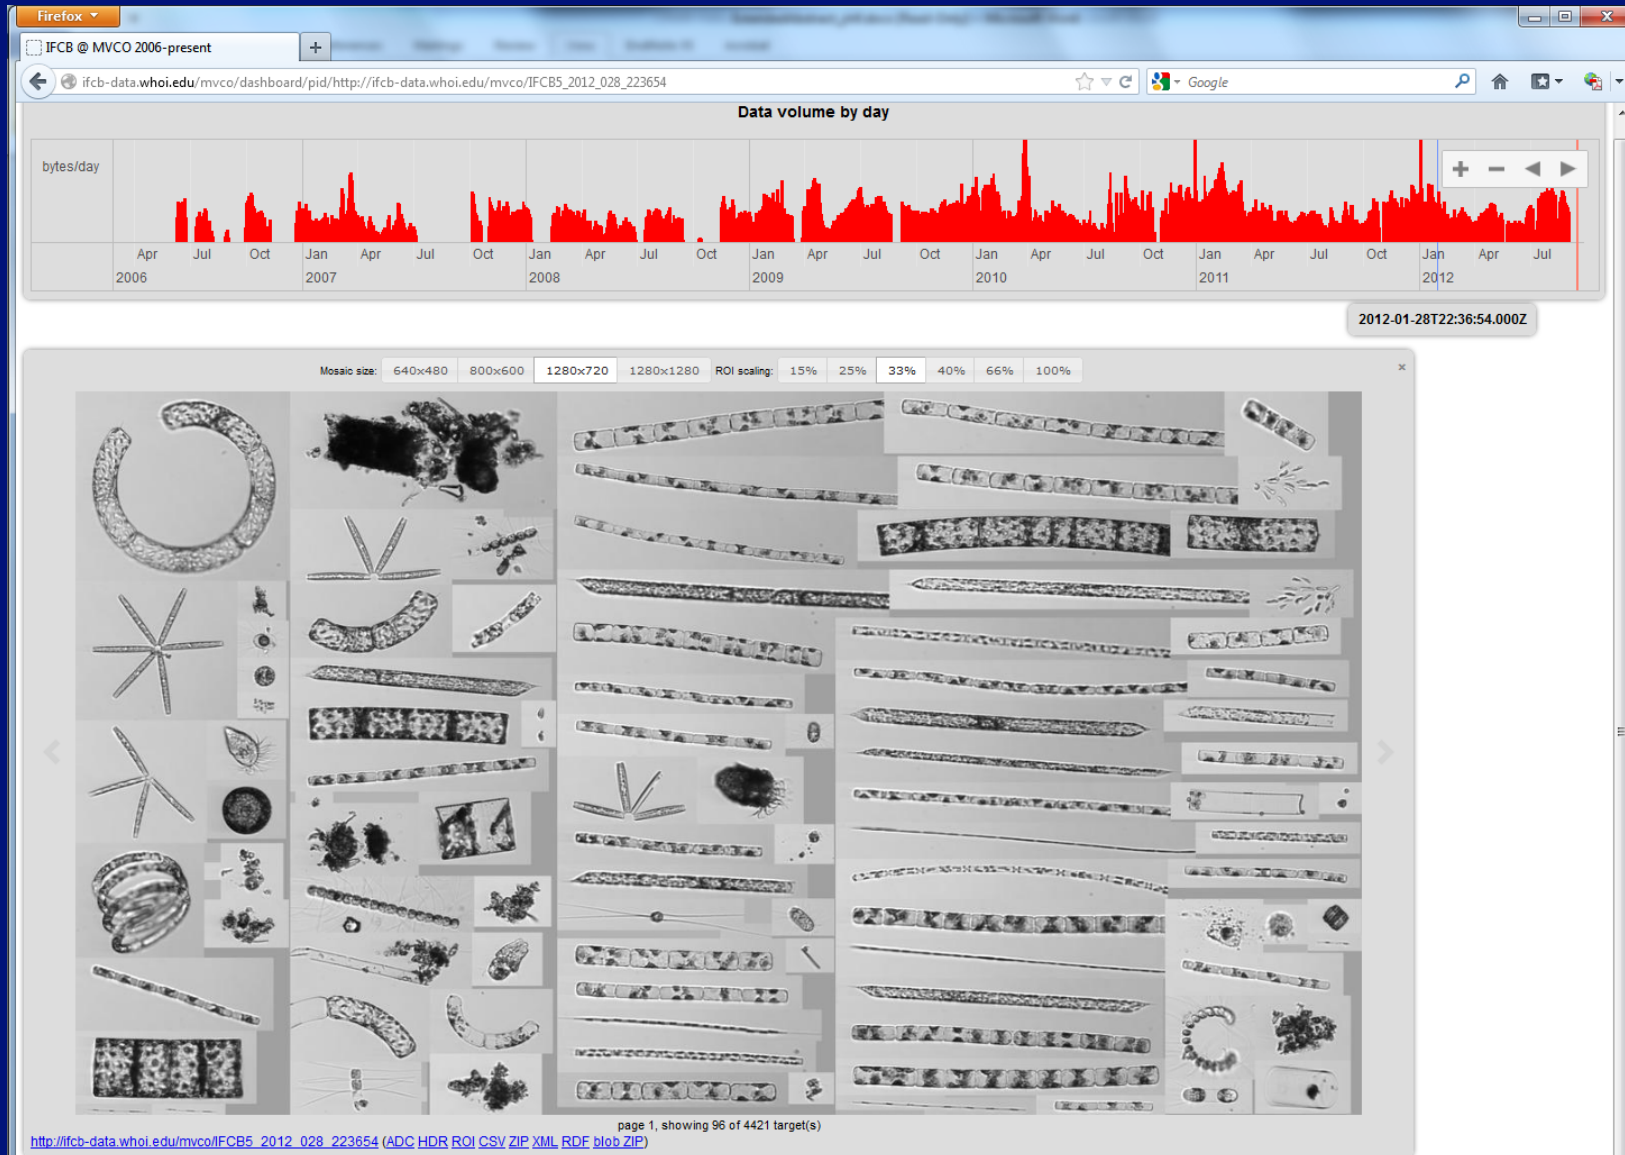 Firefox
IFCB @ MVCO 2006-present
ifcb-data.whoi.edu/mvco/dashboard/pid/http://ifcb-data.whoi.edu/mvco/IFCB5_2012_028_223654
Google
Data volume by day
bytes/day
Apr Jul Oct Jan Apr Jul Oct Jan Apr Jul Oct Jan Apr Jul Oct Jan Apr Jul Oct Jan Apr Jul Oct Jan Apr Jul
2006 2007 2008 2009 2010 2011 2012
2012-01-28T22:36:54.000Z
Mosaic size: 640x480 800x600 1280x720 1280x1280 ROI scaling: 15% 25% 33% 40% 66% 100%
page 1, showing 96 of 4421 target(s)
http://ifcb-data.whoi.edu/mvco/IFCB5_2012_028_223654 (ADC HDR ROI CSV ZIP XML RDF blob ZIP)